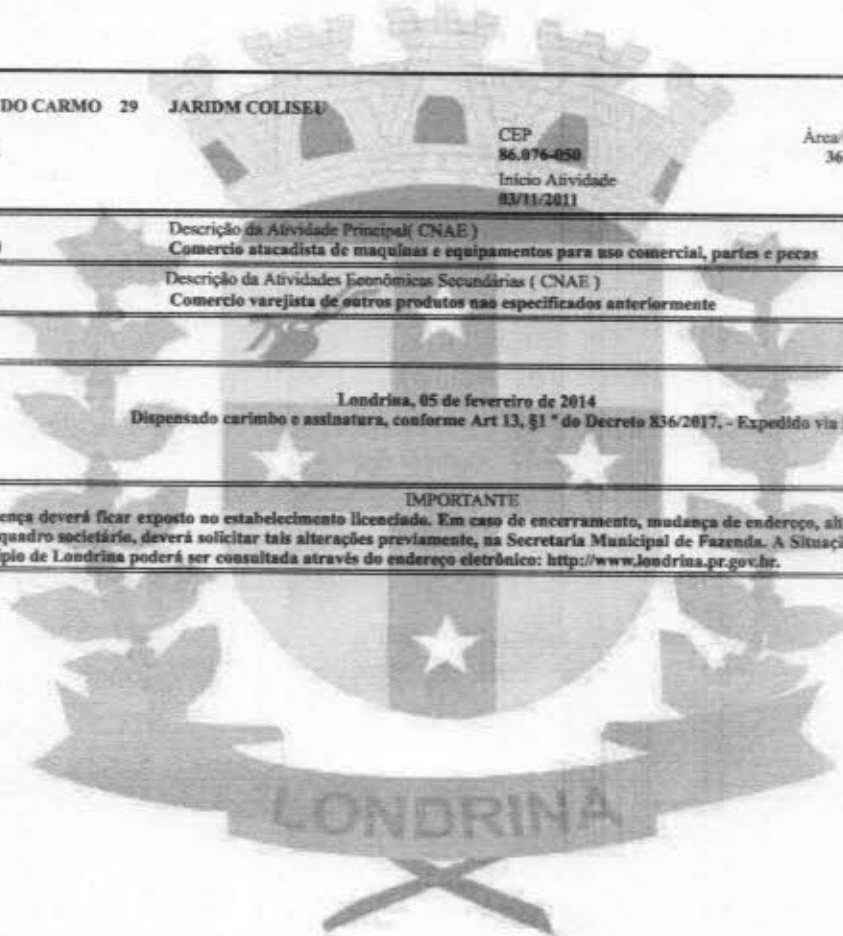 DO CARMO 29 JARIDM COLISEU
CEP
86.076-050
Início Atividade
03/11/2011
Área/
36
Descrição da Atividade Principal( CNAE )
Comercio atacadista de maquinas e equipamentos para uso comercial, partes e pecas
Descrição da Atividades Econômicas Secundárias ( CNAE )
Comercio varejista de outros produtos nao especificados anteriormente
Londrina, 05 de fevereiro de 2014
Dispensado carimbo e assinatura, conforme Art 13, §1 º do Decreto 836/2017, - Expedido via
IMPORTANTE
ença deverá ficar exposto no estabelecimento licenciado. Em caso de encerramento, mudança de endereço, alt
quadro societário, deverá solicitar tais alterações previamente, na Secretaria Municipal de Fazenda. A Situaçã
ípio de Londrina poderá ser consultada através do endereço eletrônico: http://www.londrina.pr.gov.br.
LONDRINA